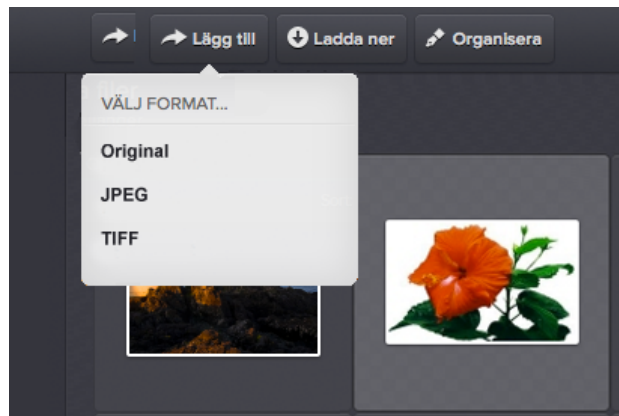 Lägg till
Ladda ner
Organisera
VÄLJ FORMAT...
Original
JPEG
TIFF